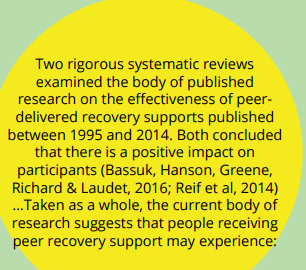 Two rigorous systematic reviews
examined the body of published
research on the effectiveness of peer-
delivered recovery supports published
between 1995 and 2014. Both concluded
that there is a positive impact on
participants (Bassuk, Hanson, Greene,
Richard & Laudet, 2016; Reif et al, 2014)
...Taken as a whole, the current body of
research suggests that people receiving
peer recovery support may experience: